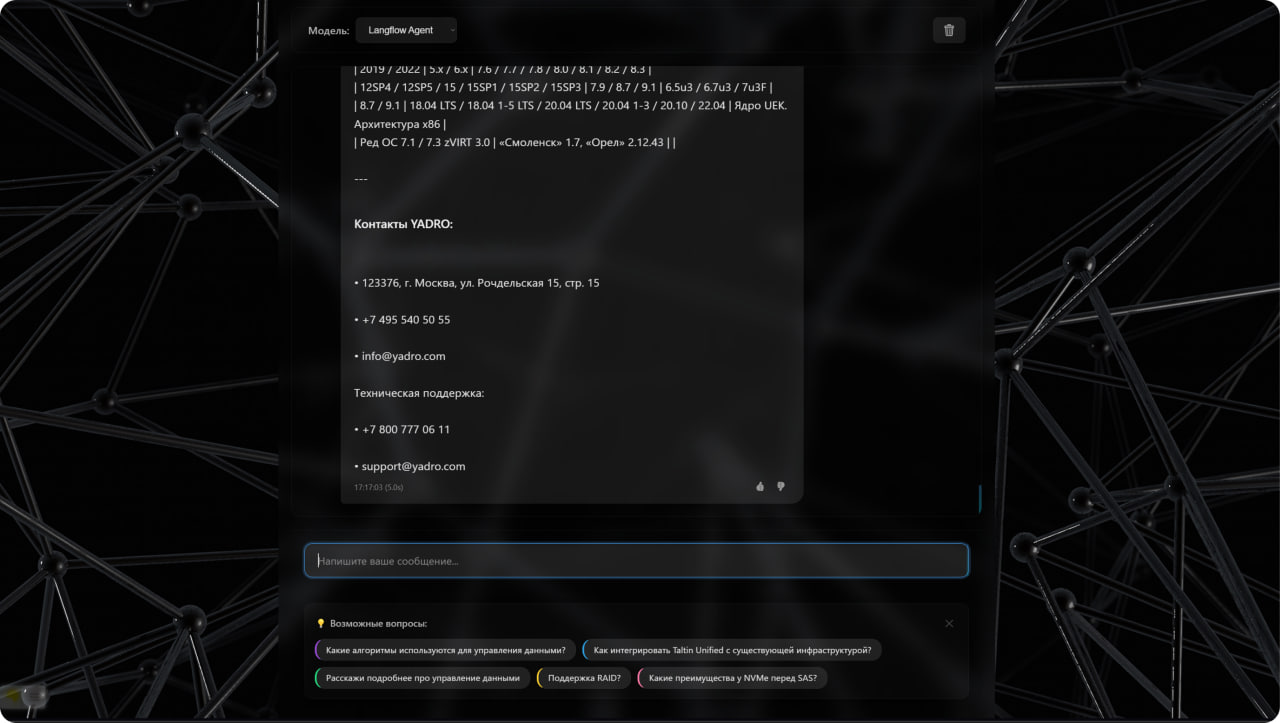 Модель: Langflow Agent
| 2019 / 2022 | 5.x / 6.x | 7.6 / 7.7 / 7.8 / 8.0 / 8.1 / 8.2 / 8.3 |
| 12SP4 / 12SP5 / 15 / 15SP1 / 15SP2 / 15SP3 | 7.9 / 8.7 / 9.1 | 6.5u3 / 6.7u3 / 7u3F |
| 8.7 / 9.1 | 18.04 LTS / 18.04 1-5 LTS / 20.04 LTS / 20.04 1-3 / 20.10 / 22.04 | Ядро UEK.
Архитектура x86 |
| Ред ОС 7.1 / 7.3 zVIRT 3.0 | «Смоленск» 1.7, «Орел» 2.12.43 | |
---
Контакты YADRO:
• 123376, г. Москва, ул. Рочдельская 15, стр. 15
• +7 495 540 50 55
• info@yadro.com
Техническая поддержка:
• +7 800 777 06 11
• support@yadro.com
17:17:03 (5.0s)
Напишите ваше сообщение...
Возможные вопросы:
Какие алгоритмы используются для управления данными?
Как интегрировать Taltin Unified с существующей инфраструктурой?
Расскажи подробнее про управление данными
Поддержка RAID?
Какие преимущества у NVMe перед SAS?